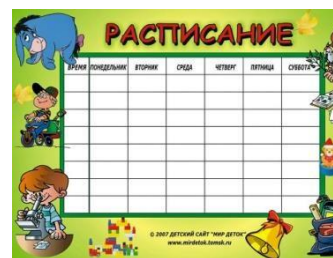 РАСПИСАНИЕ
ВРЕМЯ ПОНЕДЕЛЬНИК ВТОРНИК СРЕДА ЧЕТВЕРГ ПЯТНИЦА СУББОТА
© 2007 ДЕТСКИЙ САЙТ "МИР ДЕТОК"
www.mirdetok.tomsk.ru